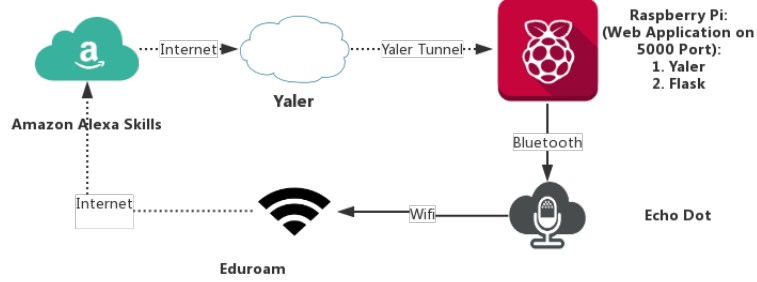 Internet
Yaler Tunnel
a
Raspberry Pi:
(Web Application on
5000 Port):
1. Yaler
2. Flask
Yaler
Amazon Alexa Skills
Bluetooth
Internet
Wifi
Echo Dot
Eduroam